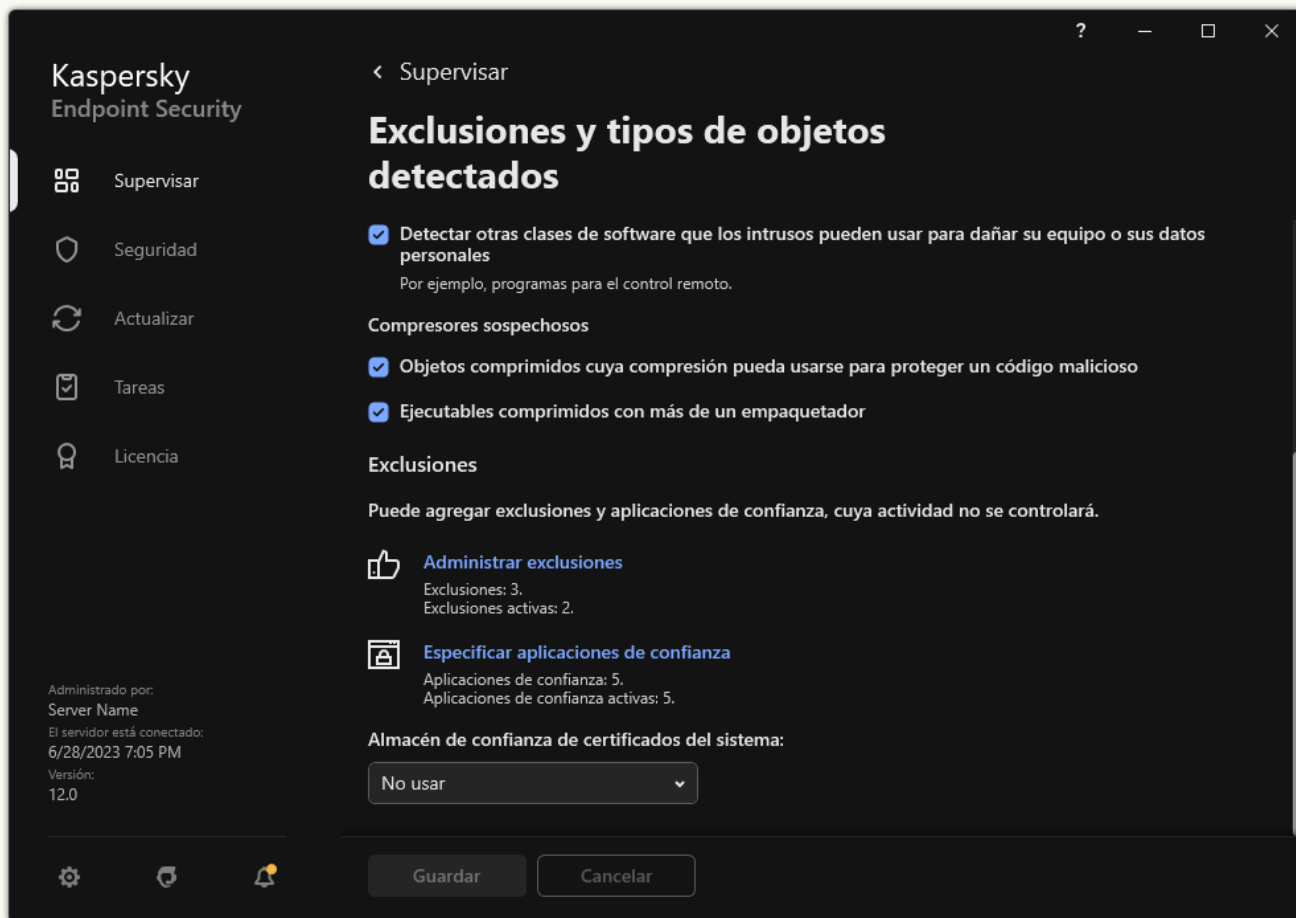 ?
Kaspersky
Endpoint Security
Supervisar
Seguridad
Actualizar
Tareas
Licencia
Administrado por:
Server Name
El servidor está conectado:
6/28/2023 7:05 PM
Versión:
12.0
Supervisar
Exclusiones y tipos de objetos
detectados
Detectar otras clases de software que los intrusos pueden usar para dañar su equipo o sus datos
personales
Por ejemplo, programas para el control remoto.
Compresores sospechosos
Objetos comprimidos cuya compresión pueda usarse para proteger un código malicioso
Ejecutables comprimidos con más de un empaquetador
Exclusiones
Puede agregar exclusiones y aplicaciones de confianza, cuya actividad no se controlará.
Administrar exclusiones
Exclusiones: 3.
Exclusiones activas: 2.
Especificar aplicaciones de confianza
Aplicaciones de confianza: 5.
Aplicaciones de confianza activas: 5.
Almacén de confianza de certificados del sistema:
No usar
Guardar
Cancelar